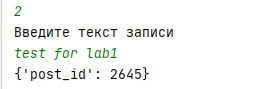 2
Введите текст записи
test for lab1
{'post_id': 2645}